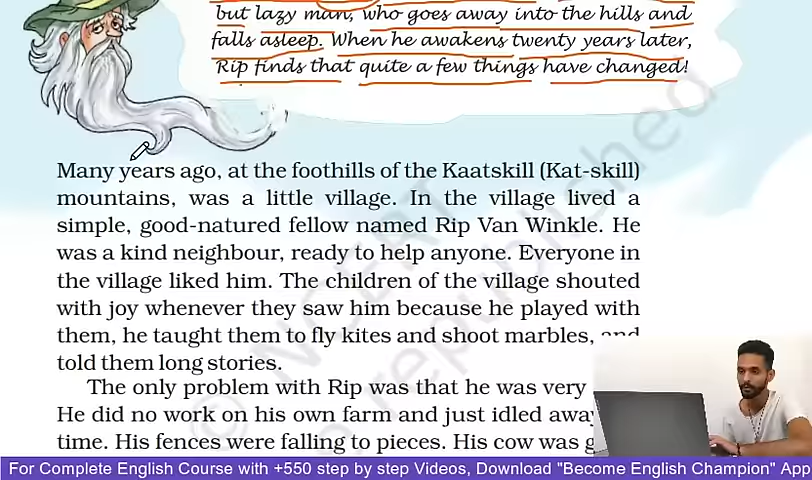 but lazy man, who goes away into the hills and
falls asleep. When he awakens twenty years later,
Rip finds that quite a few things have changed!
Many years ago, at the foothills of the Kaatskill (Kat-skill)
mountains, was a little village. In the village lived a
simple, good-natured fellow named Rip Van Winkle. He
was a kind neighbour, ready to help anyone. Everyone in
the village liked him. The children of the village shouted
with joy whenever they saw him because he played with
them, he taught them to fly kites and shoot marbles, and
told them long stories.
The only problem with Rip was that he was very
He did no work on his own farm and just idled
time. His fences were falling to pieces. His cow was
© NCERT
republished
For Complete English Course with +550 step by step Videos, Download "Become English Champion" App